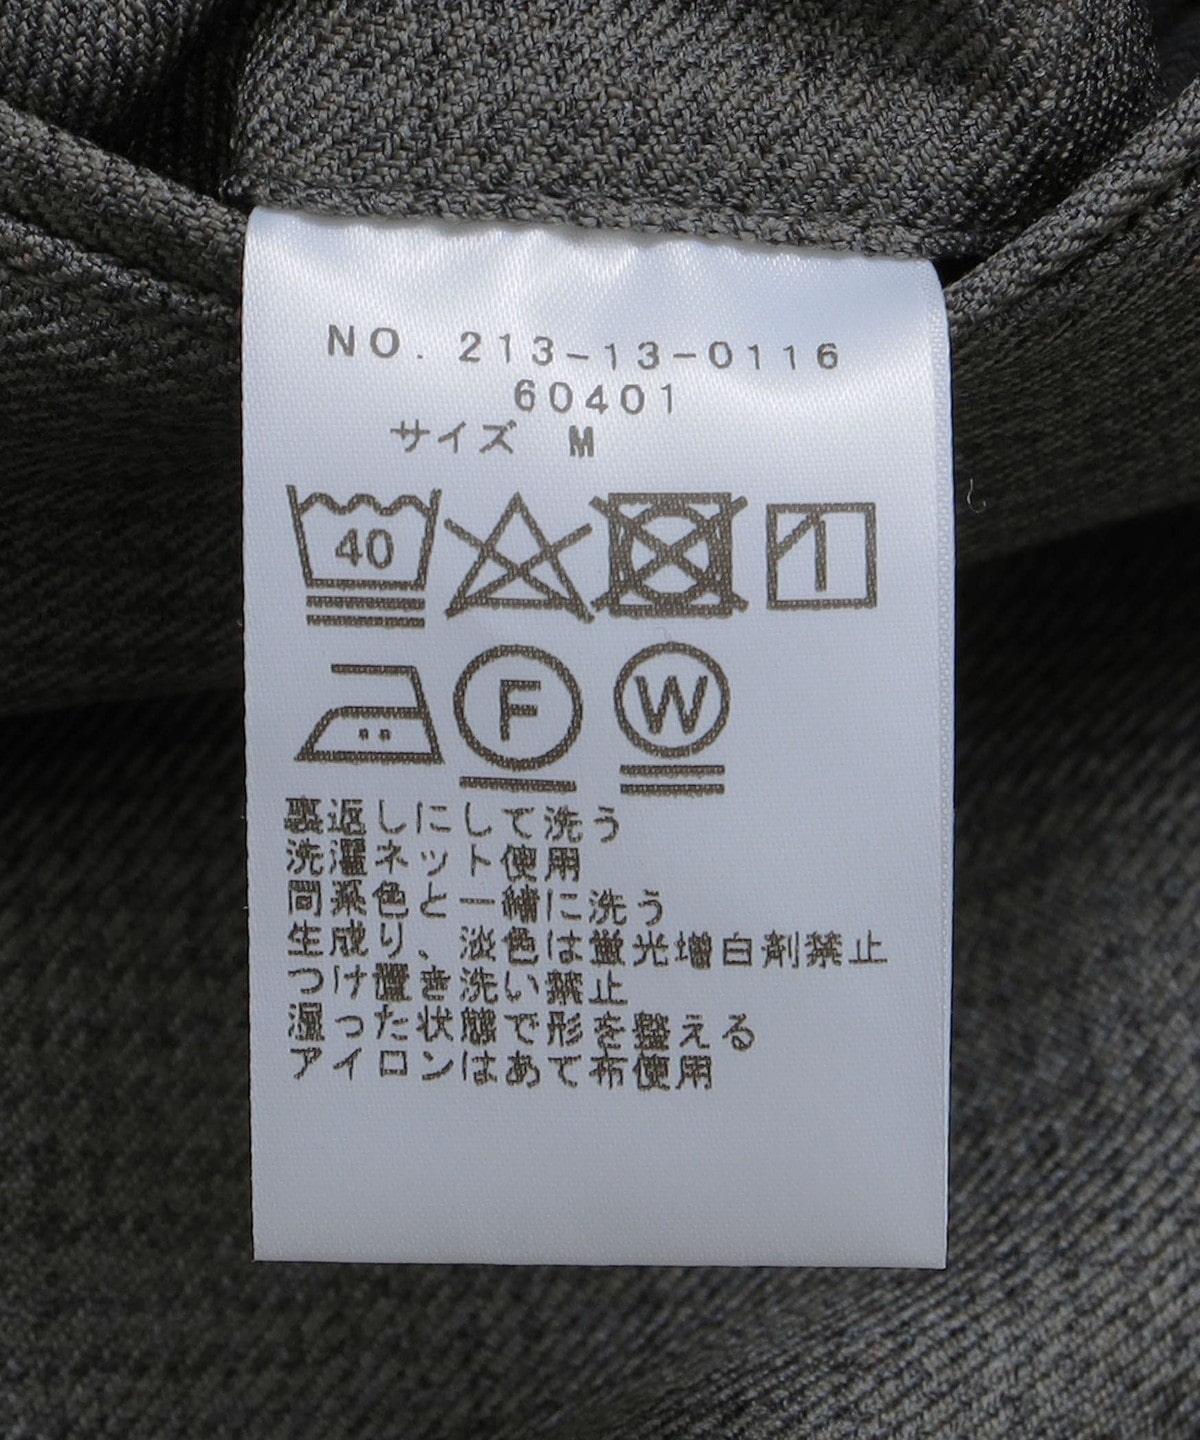 NO. 213-13-0116
60401
サイズ M
40
F W
裏返しにして洗う
洗濯ネット使用
同系色と一緒に洗う
生成り、淡色は蛍光増白剤禁止
つけ置き洗い禁止
湿った状態で形を整える
アイロンはあて布使用